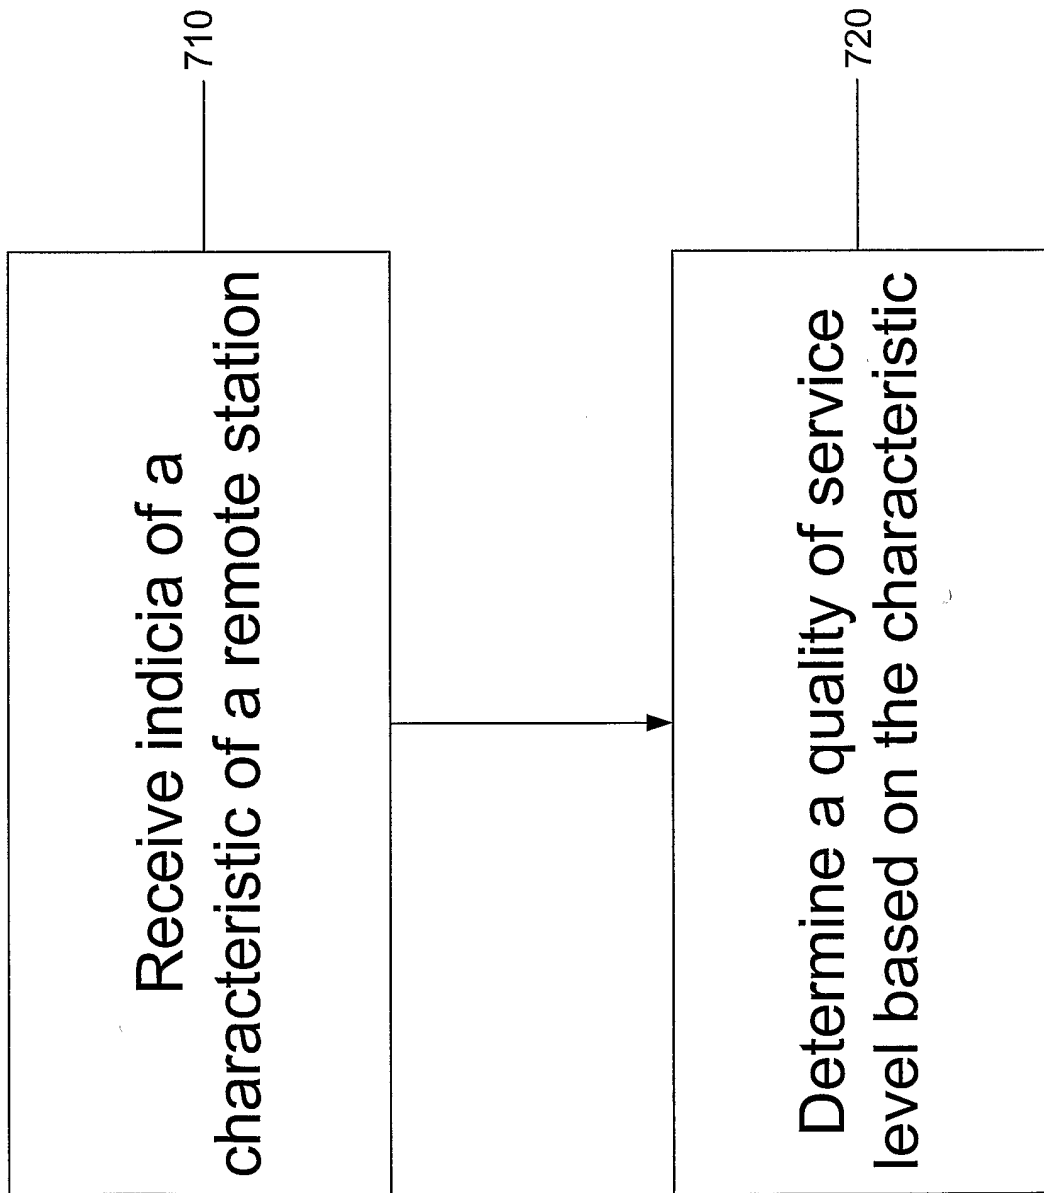 Receive indicia of a
characteristic of a remote station
710
Determine a quality of service
level based on the characteristic
720